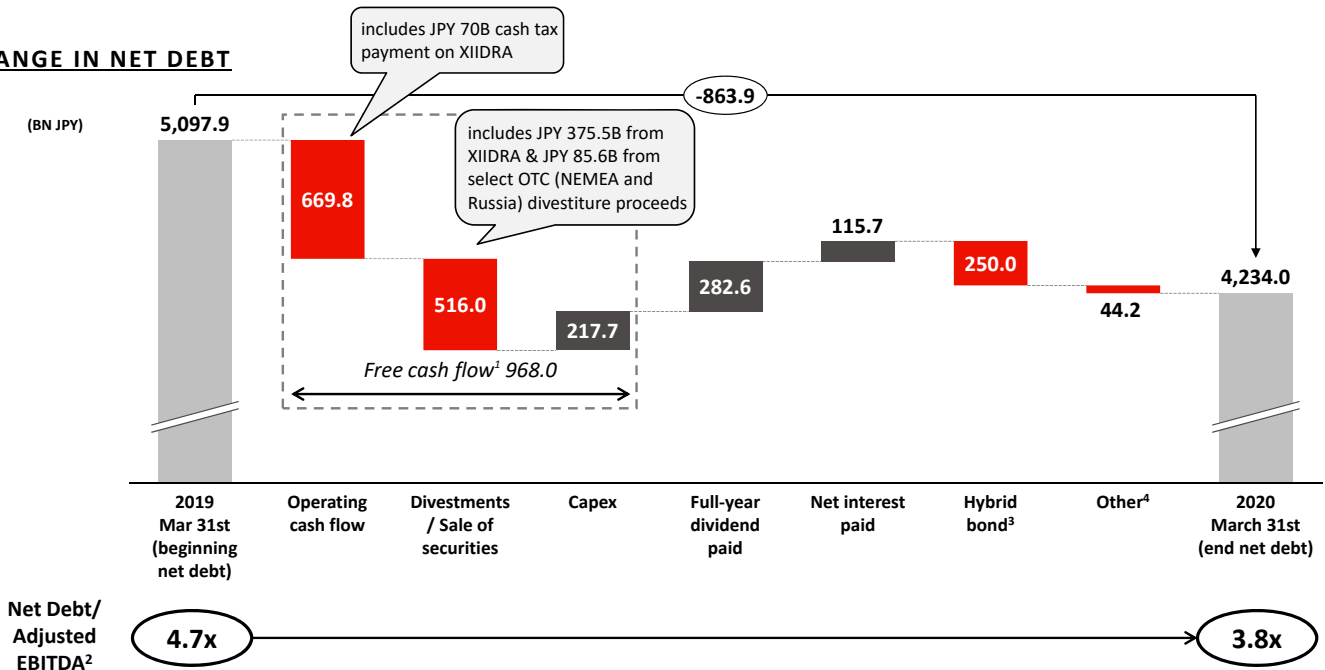 ANGE IN NET DEBT
includes JPY 70B cash tax
payment on XIIDRA
-863.9
(BN JPY)
5,097.9
includes JPY 375.5B from
XIIDRA & JPY 85.6B from
select OTC (NEMEA and
Russia) divestiture proceeds
669.8
516.0
217.7
282.6
115.7
250.0
44.2
4,234.0
Free cash flow¹ 968.0
2019
Mar 31st
(beginning
net debt)
Operating
cash flow
Divestments
/ Sale of
securities
Capex
Full-year
dividend
paid
Net interest
paid
Hybrid
bond³
Other⁴
2020
March 31st
(end net debt)
Net Debt/
Adjusted
EBITDA²
4.7x
3.8x